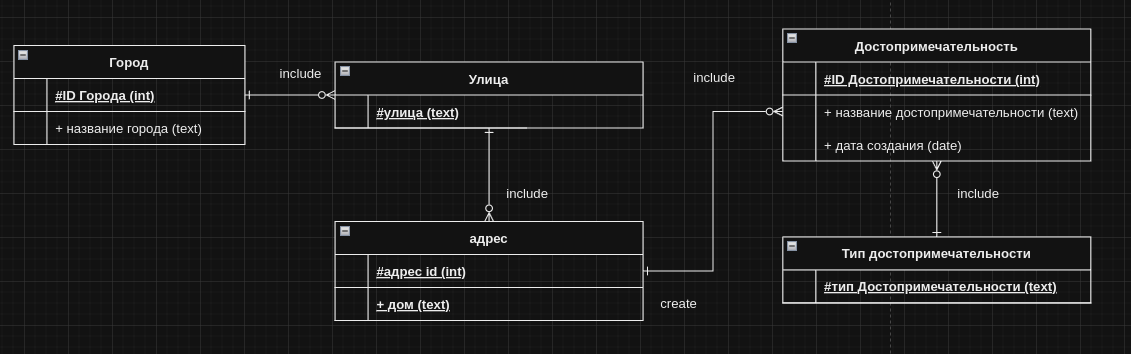 Город
#ID Города (int)
+ название города (text)
include
Улица
#улица (text)
include
адрес
#адрес id (int)
+ дом (text)
create
include
Достопримечательность
#ID Достопримечательности (int)
+ название достопримечательности (text)
+ дата создания (date)
include
Тип достопримечательности
#тип Достопримечательности (text)